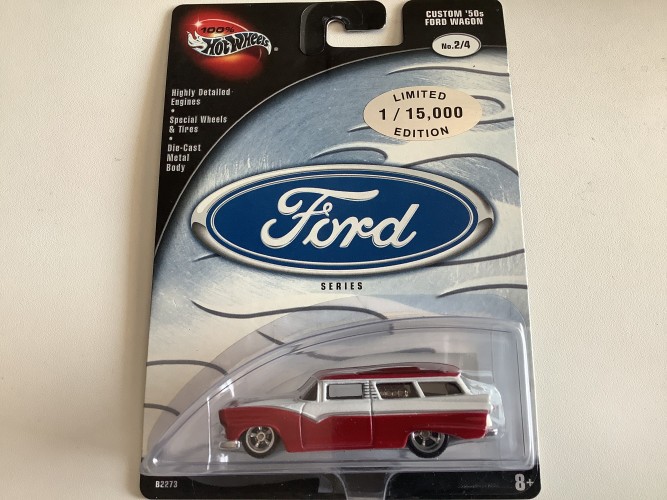 100%
HOT WHEELS
CUSTOM '50s
FORD WAGON
No.2/4
Highly Detailed
Engines
•
Special Wheels
& Tires
•
Die-Cast
Metal
Body
LIMITED
1 / 15,000
EDITION
Ford
SERIES
B2273
8+